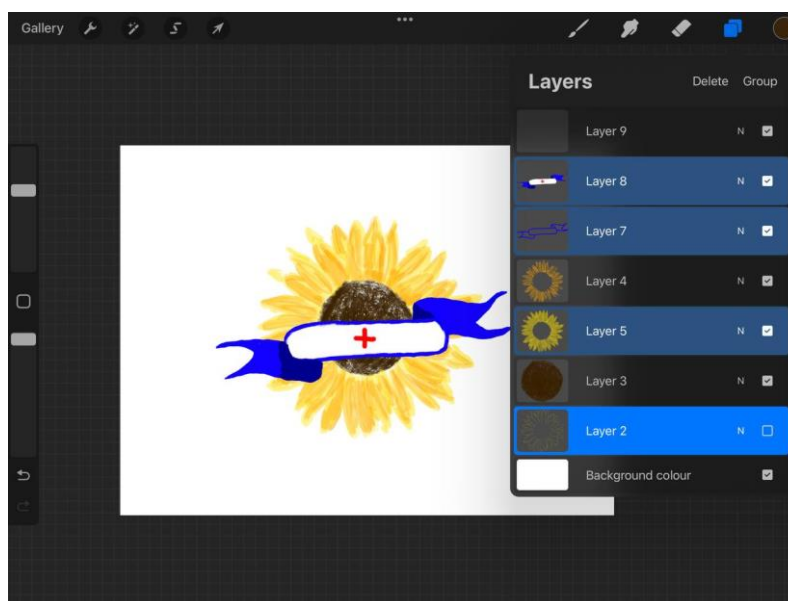 Gallery
Layers Delete Group
Layer 9 N
Layer 8 N
Layer 7 N
Layer 4 N
Layer 5 N
Layer 3 N
Layer 2 N
Background colour